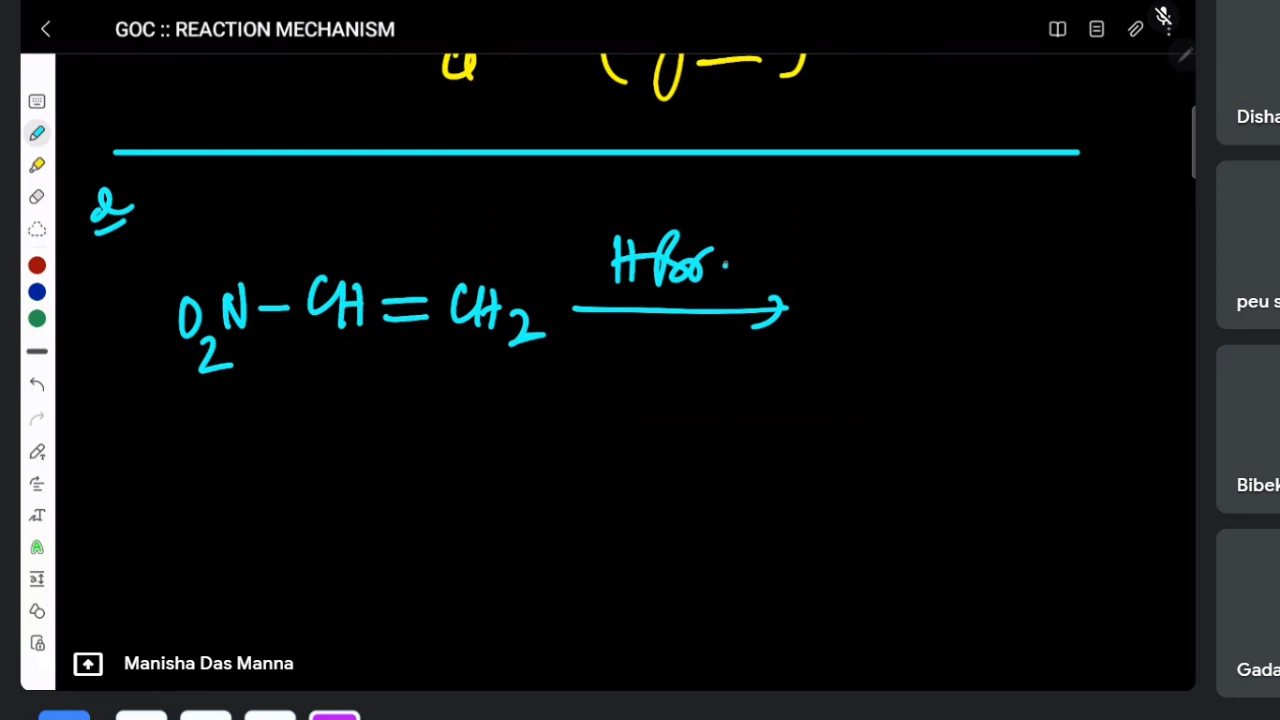 GOC :: REACTION MECHANISM
HBr
O2N-CH=CH2
Disha
peu s
Bibek
Gada
Manisha Das Manna